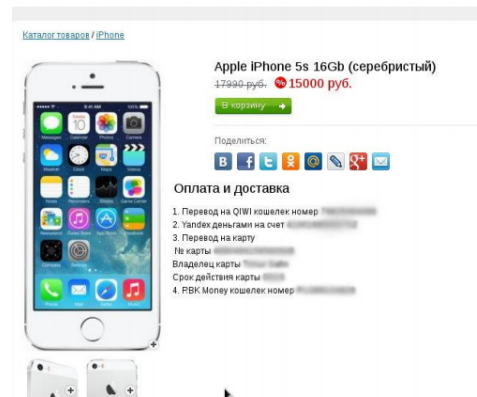 Каталог товаров / iPhone
Apple iPhone 5s 16Gb (серебристый)
17990 руб. % 15000 руб.
В корзину
Поделиться:
Оплата и доставка
1. Перевод на QIWI кошелек номер
2. Yandex деньгами на счет
3. Перевод на карту
№ карты
Владелец карты
Срок действия карты
4. РВК Money кошелек номер